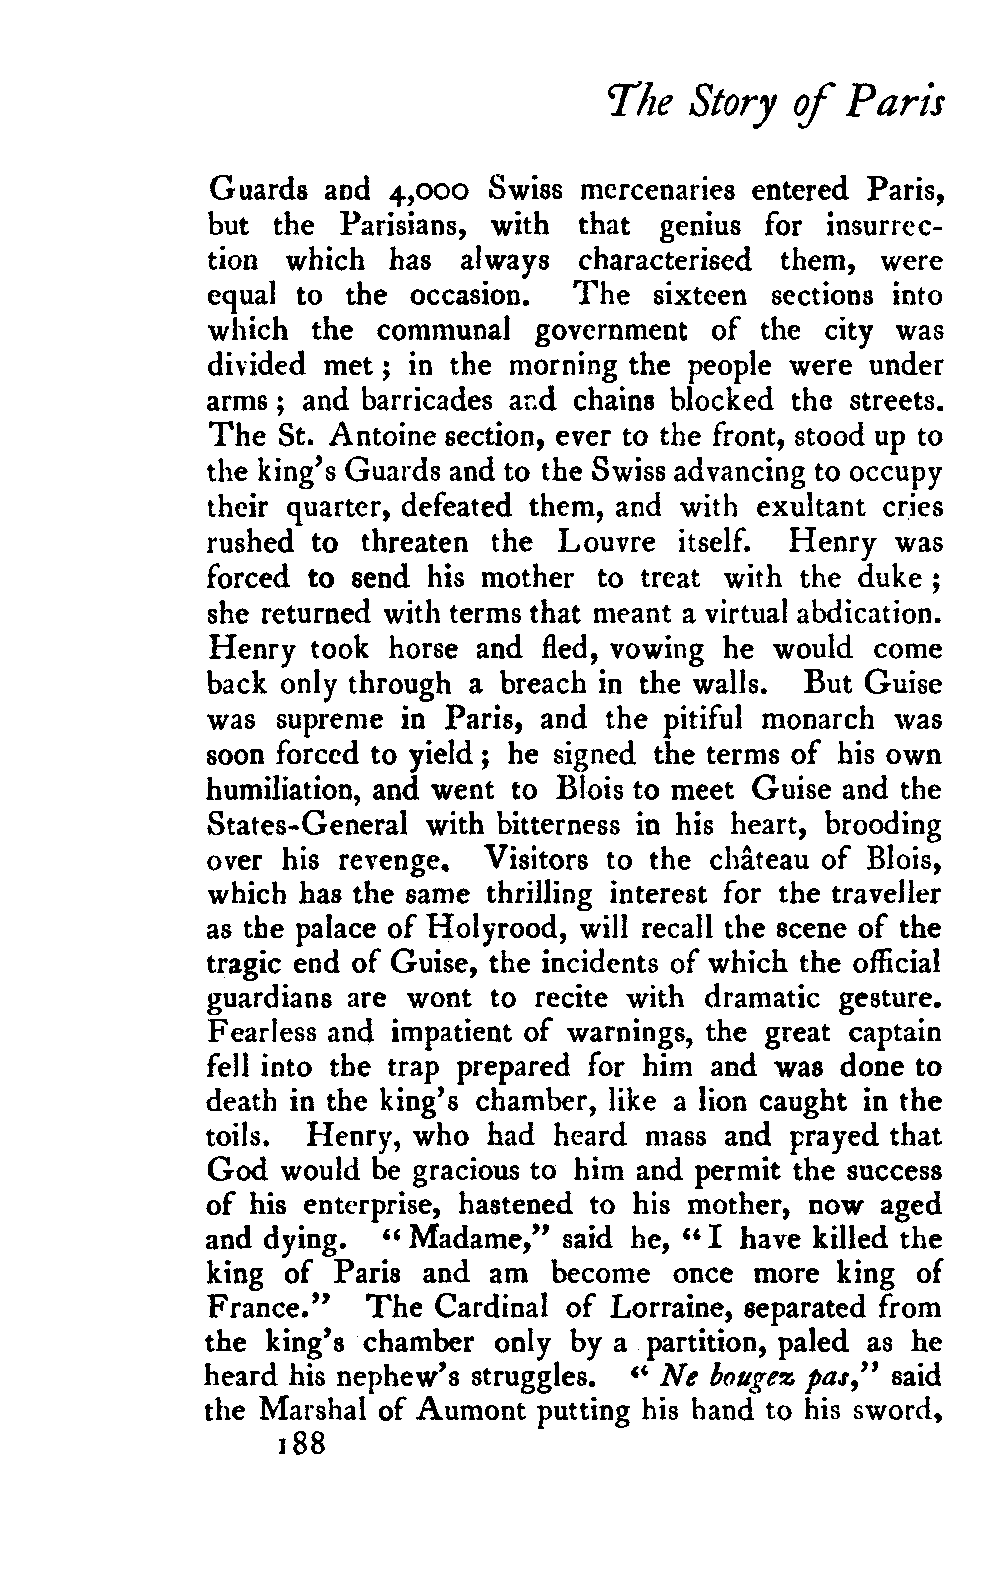 The Story of Paris
Guards and 4,000 Swiss mercenaries entered Paris,
but the Parisians, with that genius for insurrec-
tion which has always characterised them, were
equal to the occasion. The sixteen sections into
which the communal government of the city was
divided met ; in the morning the people were under
arms ; and barricades and chains blocked the streets.
The St. Antoine section, ever to the front, stood up to
the king's Guards and to the Swiss advancing to occupy
their quarter, defeated them, and with exultant cries
rushed to threaten the Louvre itself. Henry was
forced to send his mother to treat with the duke ;
she returned with terms that meant a virtual abdication.
Henry took horse and fled, vowing he would come
back only through a breach in the walls. But Guise
was supreme in Paris, and the pitiful monarch was
soon forced to yield ; he signed the terms of his own
humiliation, and went to Blois to meet Guise and the
States-General with bitterness in his heart, brooding
over his revenge. Visitors to the château of Blois,
which has the same thrilling interest for the traveller
as the palace of Holyrood, will recall the scene of the
tragic end of Guise, the incidents of which the official
guardians are wont to recite with dramatic gesture.
Fearless and impatient of warnings, the great captain
fell into the trap prepared for him and was done to
death in the king's chamber, like a lion caught in the
toils. Henry, who had heard mass and prayed that
God would be gracious to him and permit the success
of his enterprise, hastened to his mother, now aged
and dying. “ Madame,” said he, “ I have killed the
king of Paris and am become once more king of
France.” The Cardinal of Lorraine, separated from
the king's chamber only by a partition, paled as he
heard his nephew's struggles. “ Ne bougez pas,” said
the Marshal of Aumont putting his hand to his sword,
188